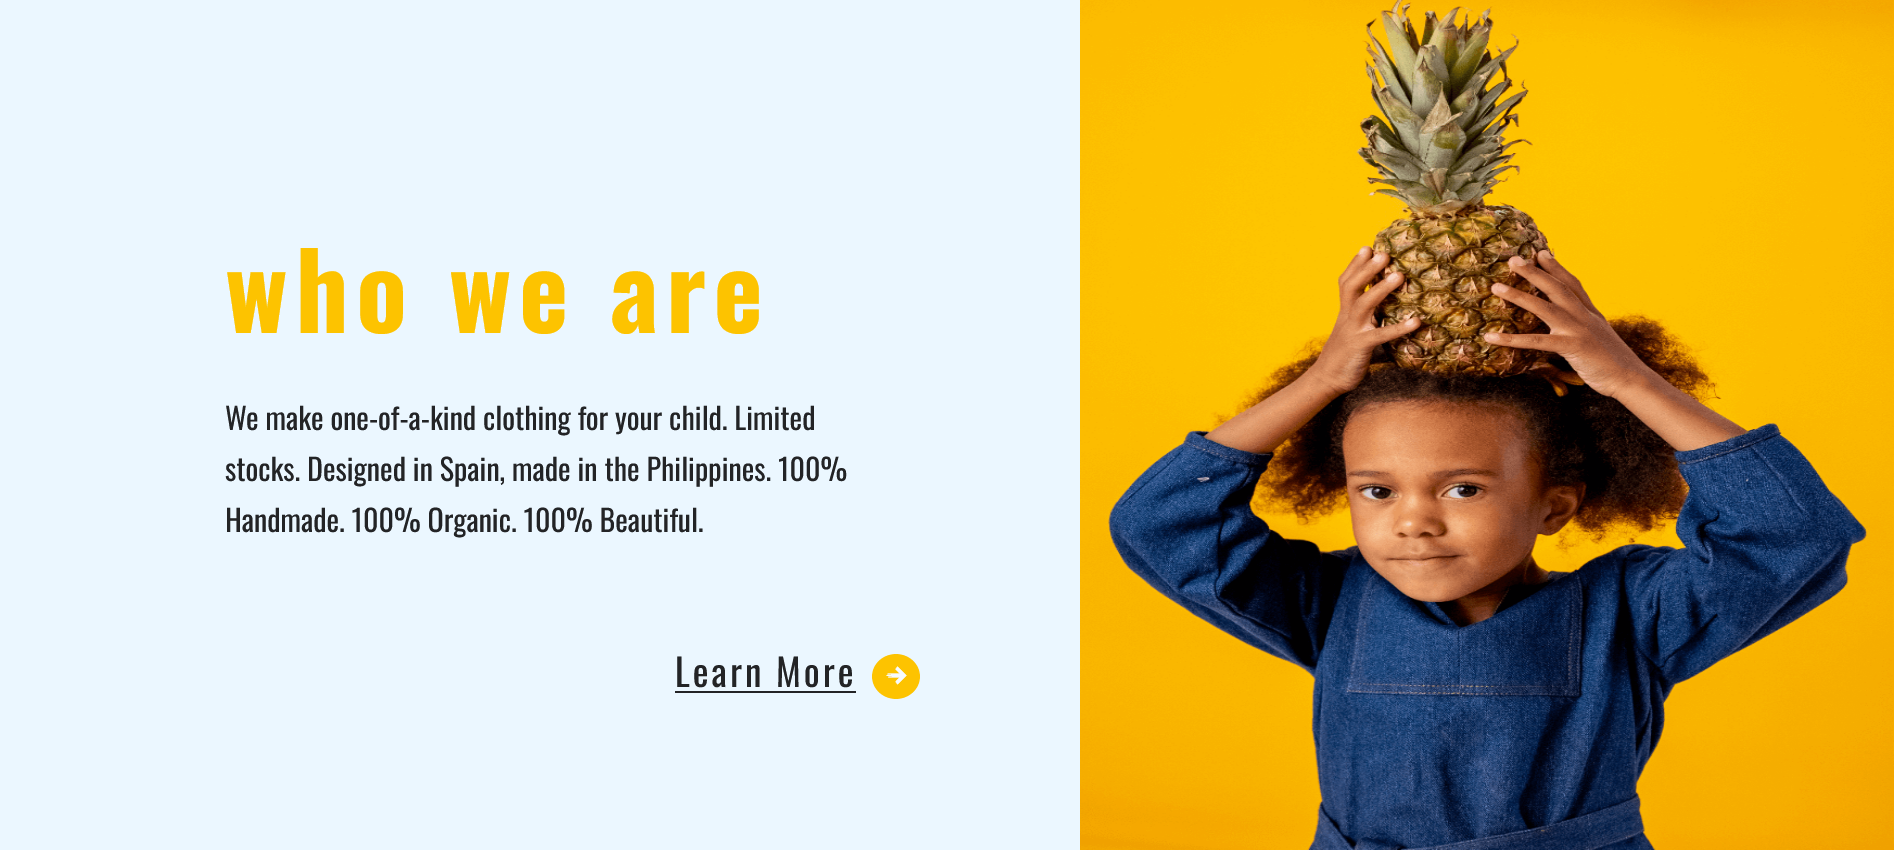 who we are
We make one-of-a-kind clothing for your child. Limited
stocks. Designed in Spain, made in the Philippines. 100%
Handmade. 100% Organic. 100% Beautiful.
Learn More